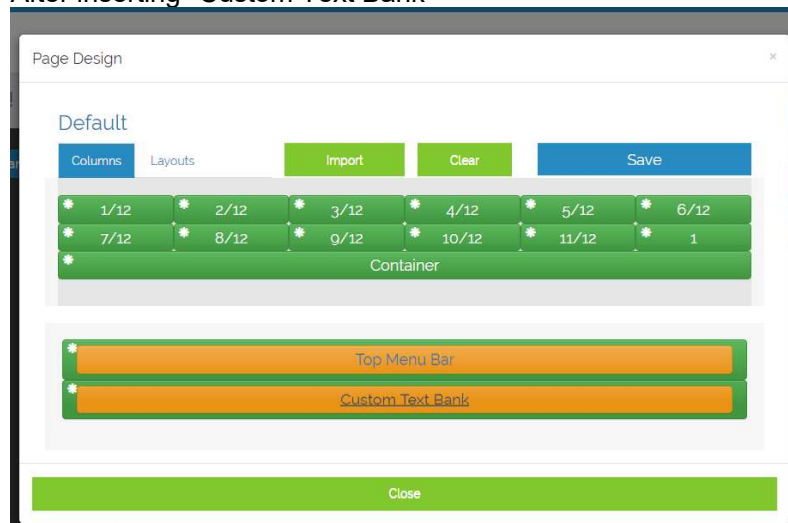 After inserting "Custom Text Bank"
Page Design ×
Default
Columns Layouts Import Clear Save
1/12 2/12 3/12 4/12 5/12 6/12
7/12 8/12 9/12 10/12 11/12 1
Container
Top Menu Bar
Custom Text Bank
Close